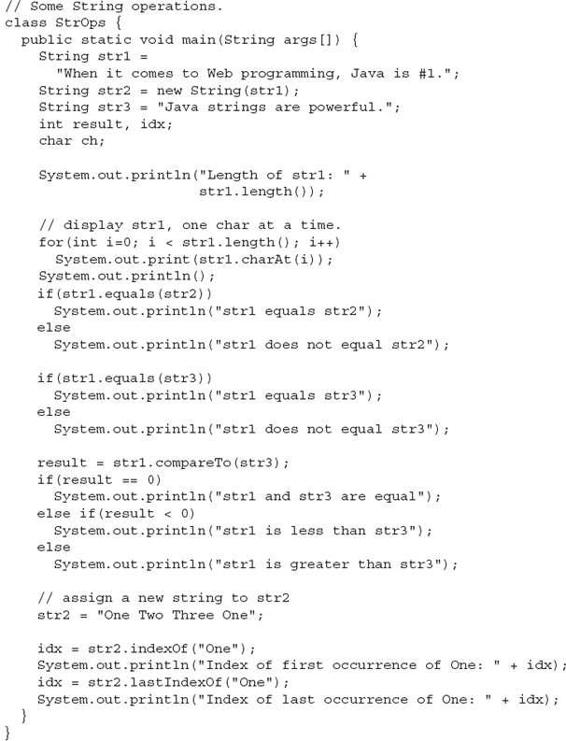 // Some String operations.
class StrOps {
  public static void main(String args[]) {
    String str1 =
      "When it comes to Web programming, Java is #1.";
    String str2 = new String(str1);
    String str3 = "Java strings are powerful.";
    int result, idx;
    char ch;

    System.out.println("Length of str1: " +
                       str1.length());

    // display str1, one char at a time.
    for(int i=0; i < str1.length(); i++)
      System.out.print(str1.charAt(i));
    System.out.println();
    if(str1.equals(str2))
      System.out.println("str1 equals str2");
    else
      System.out.println("str1 does not equal str2");

    if(str1.equals(str3))
      System.out.println("str1 equals str3");
    else
      System.out.println("str1 does not equal str3");

    result = str1.compareTo(str3);
    if(result == 0)
      System.out.println("str1 and str3 are equal");
    else if(result < 0)
      System.out.println("str1 is less than str3");
    else
      System.out.println("str1 is greater than str3");

    // assign a new string to str2
    str2 = "One Two Three One";

    idx = str2.indexOf("One");
    System.out.println("Index of first occurrence of One: " + idx);
    idx = str2.lastIndexOf("One");
    System.out.println("Index of last occurrence of One: " + idx);
  }
}